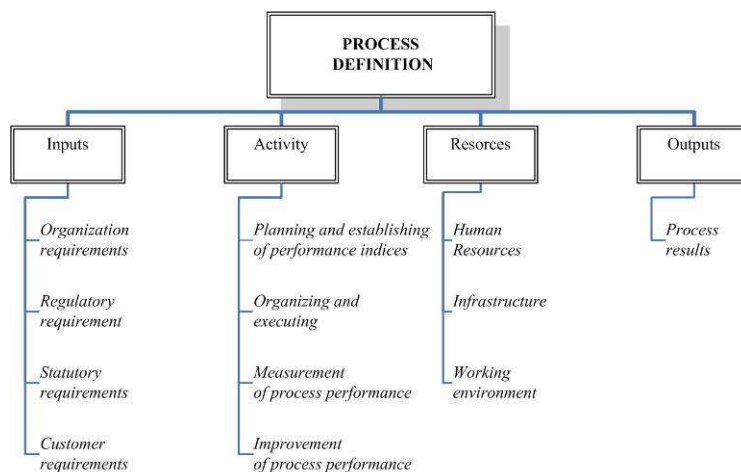 PROCESS
DEFINITION
Inputs
Activity
Resorces
Outputs
Organization
requirements
Regulatory
requirement
Statutory
requirements
Customer
requirements
Planning and establishing
of performance indices
Organizing and
executing
Measurement
of process performance
Improvement
of process performance
Human
Resources
Infrastructure
Working
environment
Process
results